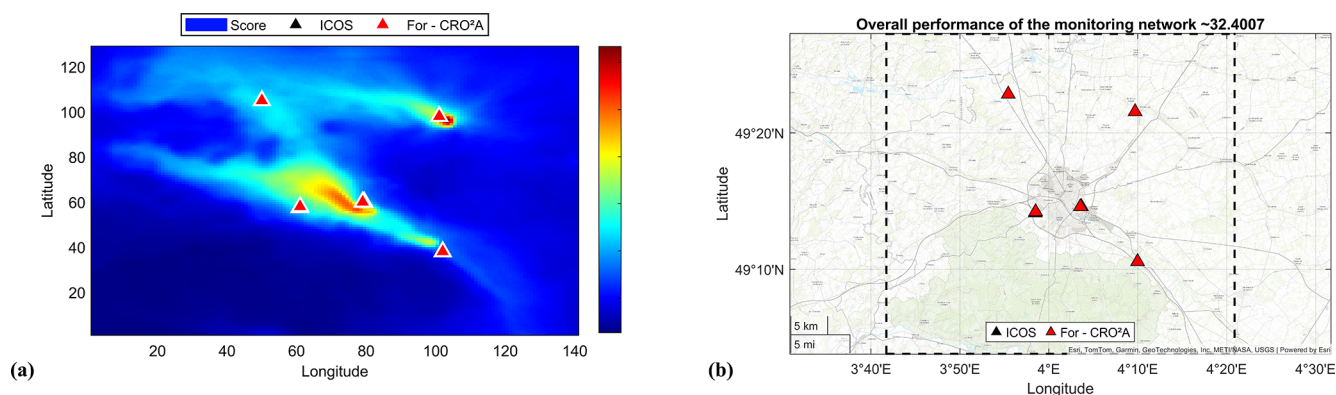 Score ICOS For - CRO²A
120
100
80
60
40
20
Latitude
20 40 60 80 100 120 140
Longitude
(a)
Overall performance of the monitoring network ~32.4007
49°20'N
49°10'N
Latitude
5 km
5 mi
ICOS For - CRO²A
Esri, TomTom, Garmin, GeoTechnologies, Inc, METI/NASA, USGS | Powered by Esri
3°40'E 3°50'E 4°E 4°10'E 4°20'E 4°30'E
Longitude
(b)